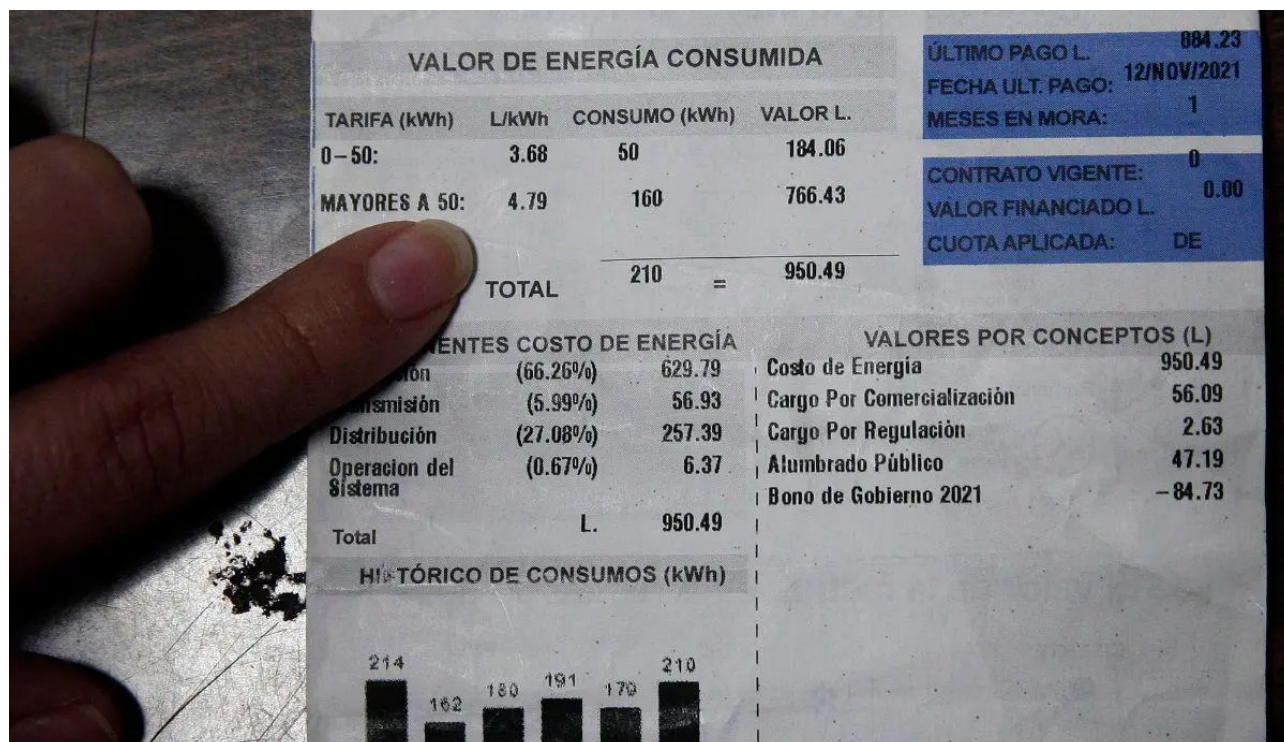 VALOR DE ENERGÍA CONSUMIDA
TARIFA (kWh) L/kWh CONSUMO (kWh) VALOR L.
0-50: 3.68 50 184.06
MAYORES A 50: 4.79 160 766.43
TOTAL 210 = 950.49
ÚLTIMO PAGO L. 884.23
FECHA ULT. PAGO: 12/NOV/2021
MESES EN MORA: 1
CONTRATO VIGENTE: 0
VALOR FINANCIADO L. 0.00
CUOTA APLICADA: DE
COSTO DE ENERGÍA
(66.26%) 629.79
(5.99%) 56.93
Distribución (27.08%) 257.39
Operacion del (0.67%) 6.37
Sistema
Total L. 950.49
VALORES POR CONCEPTOS (L)
Costo de Energía 950.49
Cargo Por Comercialización 56.09
Cargo Por Regulación 2.63
Alumbrado Público 47.19
Bono de Gobierno 2021 -84.73
HISTÓRICO DE CONSUMOS (kWh)
214 162 180 191 170 210